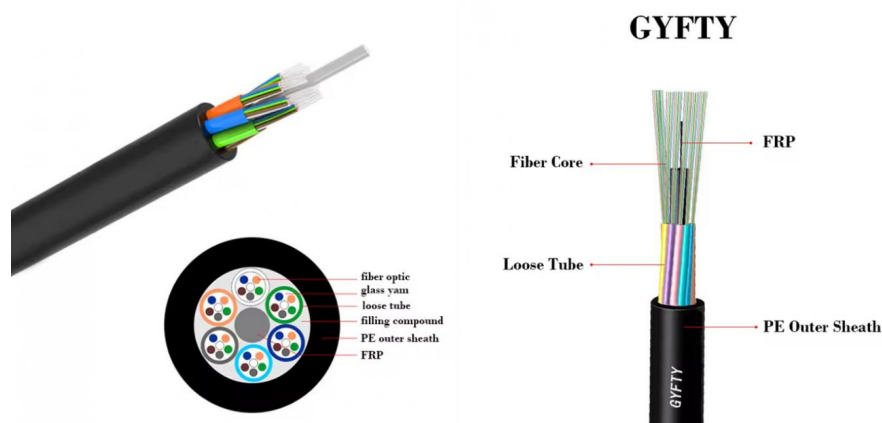 fiber optic
glass yam
loose tube
filling compound
PE outer sheath
FRP
GYFTY
FRP
Fiber Core
Loose Tube
PE Outer Sheath
GYFTY